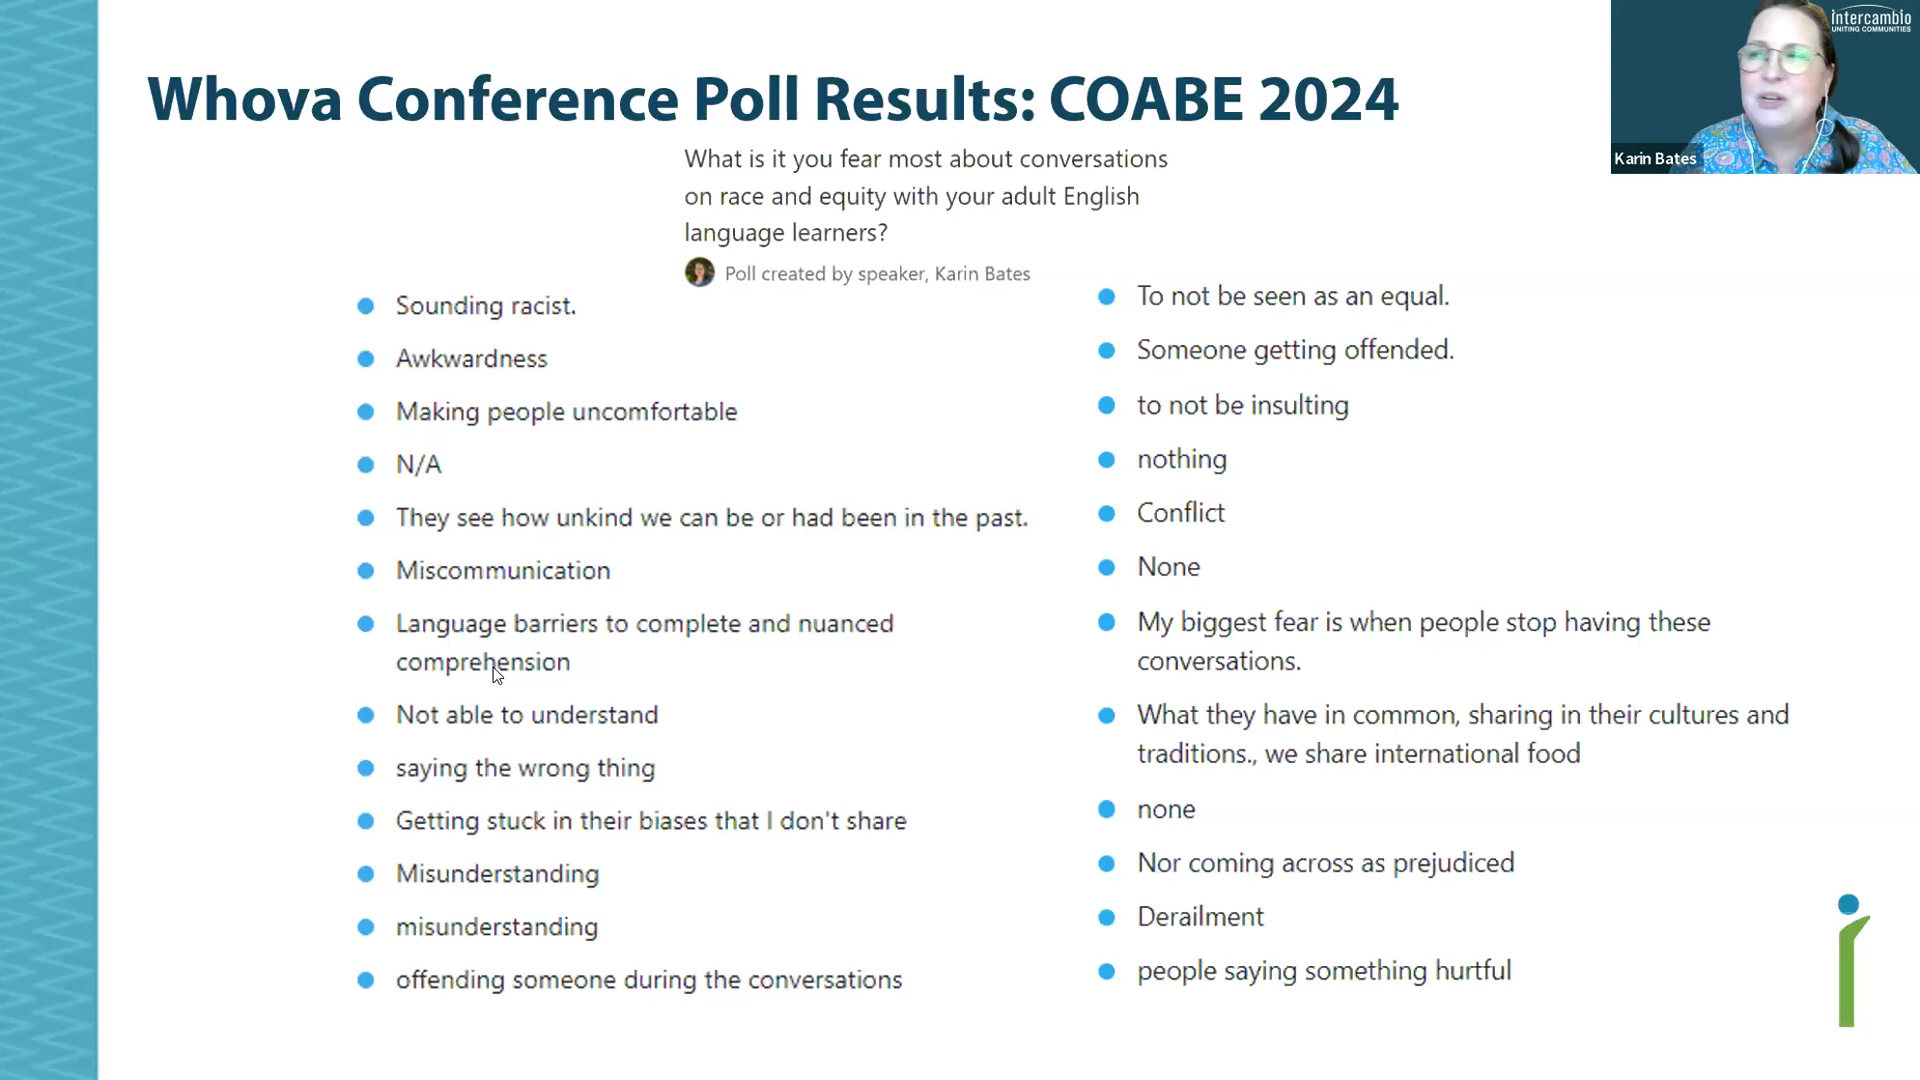 Whova Conference Poll Results: COABE 2024
What is it you fear most about conversations
on race and equity with your adult English
language learners?
Poll created by speaker, Karin Bates
Sounding racist.
Awkwardness
Making people uncomfortable
N/A
They see how unkind we can be or had been in the past.
Miscommunication
Language barriers to complete and nuanced
comprehension
Not able to understand
saying the wrong thing
Getting stuck in their biases that I don't share
Misunderstanding
misunderstanding
offending someone during the conversations
To not be seen as an equal.
Someone getting offended.
to not be insulting
nothing
Conflict
None
My biggest fear is when people stop having these
conversations.
What they have in common, sharing in their cultures and
traditions., we share international food
none
Nor coming across as prejudiced
Derailment
people saying something hurtful
intercambio
UNITING COMMUNITIES
Karin Bates